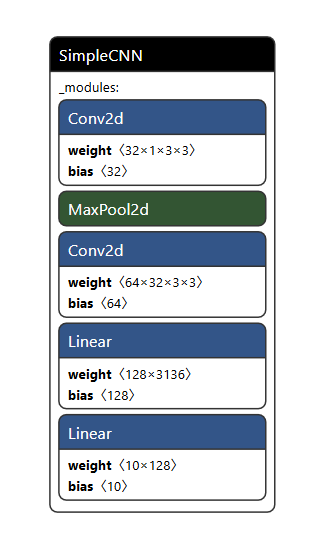 SimpleCNN
_modules:
Conv2d
weight〈32×1×3×3〉
bias〈32〉
MaxPool2d
Conv2d
weight〈64×32×3×3〉
bias〈64〉
Linear
weight〈128×3136〉
bias〈128〉
Linear
weight〈10×128〉
bias〈10〉